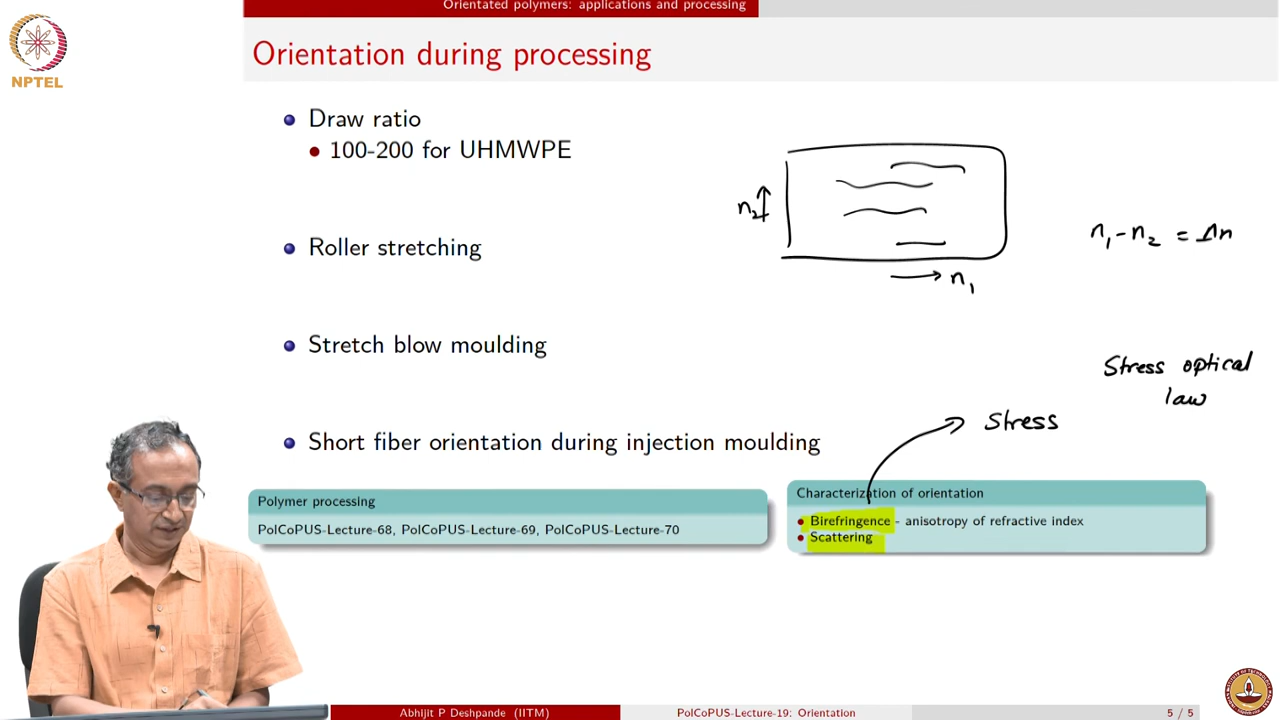 Orientated polymers: applications and processing
NPTEL
Orientation during processing
Draw ratio
100-200 for UHMWPE
Roller stretching
Stretch blow moulding
Short fiber orientation during injection moulding
n2
n1
n1 - n2 = Δn
Stress optical
law
Stress
Polymer processing
PolCoPUS-Lecture-68, PolCoPUS-Lecture-69, PolCoPUS-Lecture-70
Characterization of orientation
Birefringence - anisotropy of refractive index
Scattering
Abhijit P Deshpande (IITM)
PolCoPUS-Lecture-19: Orientation
5 / 5